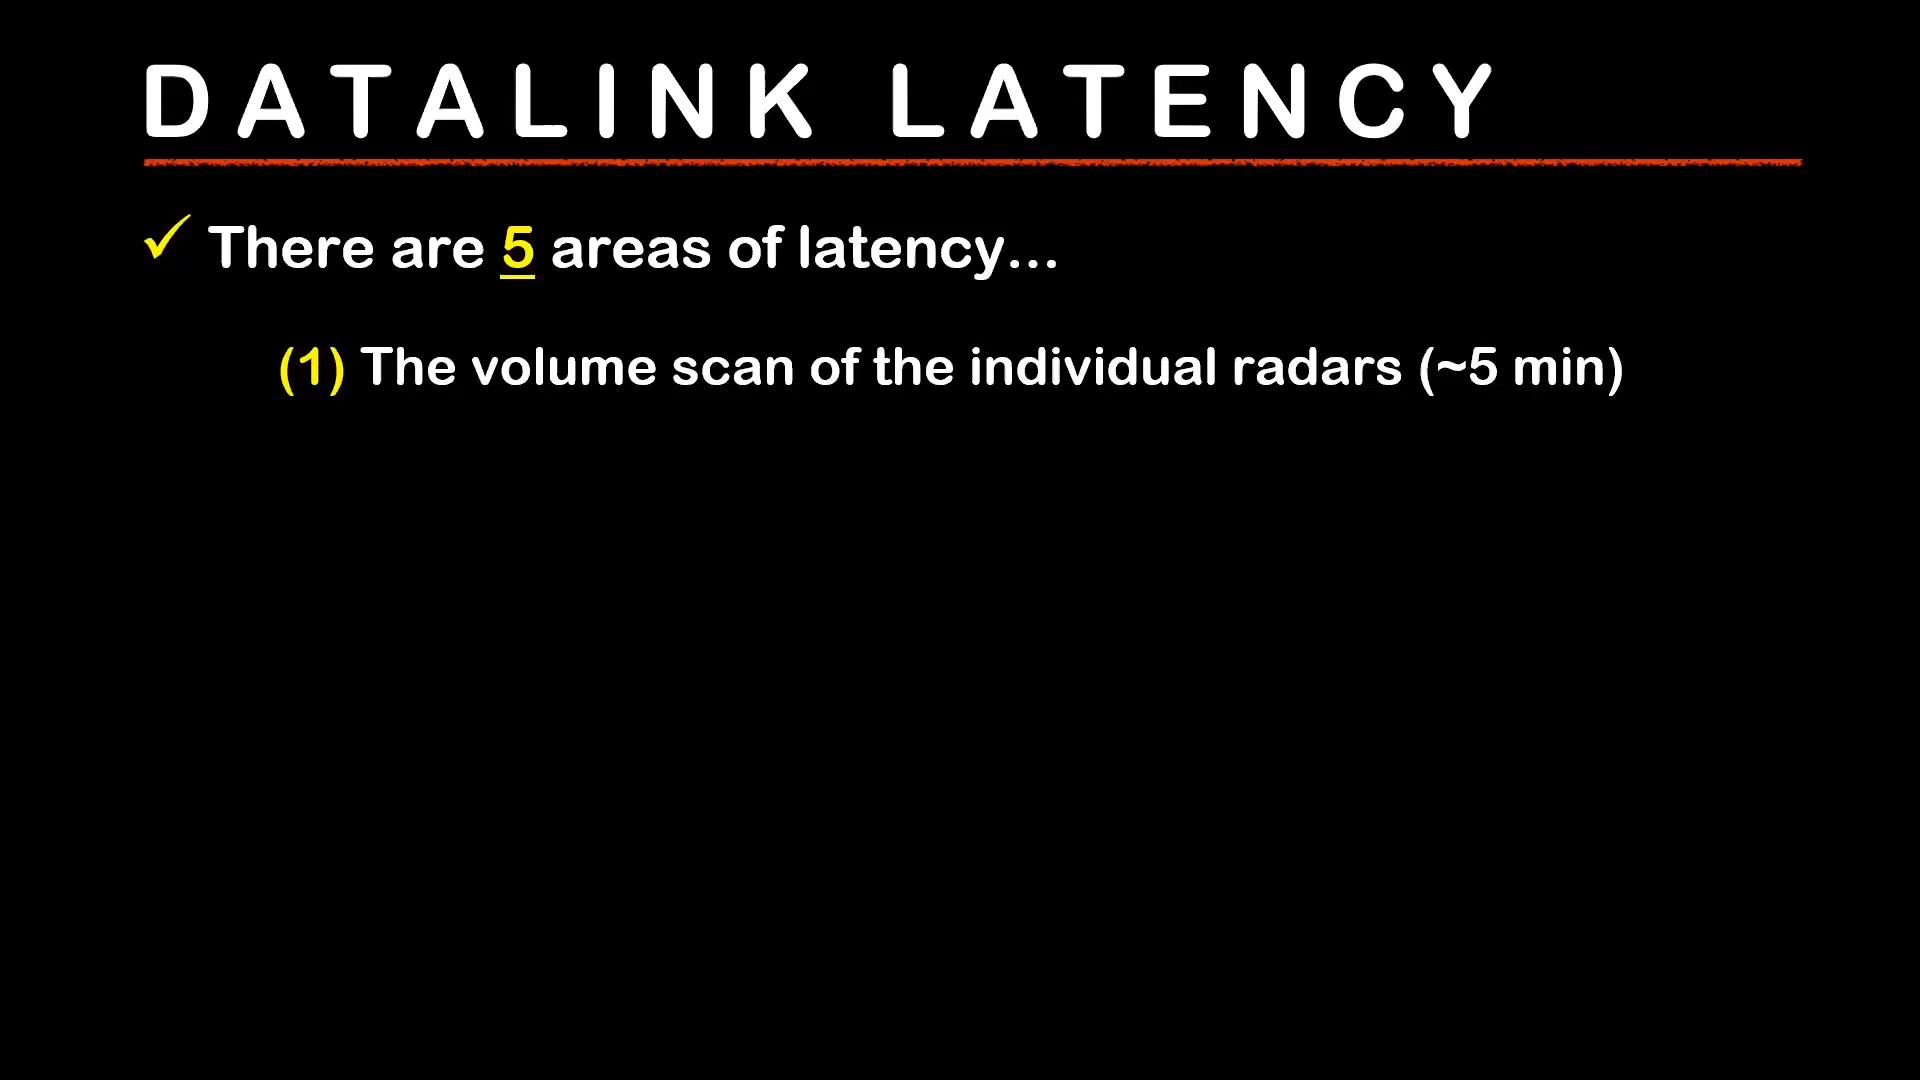 DATALINK LATENCY
✓ There are 5 areas of latency...
(1) The volume scan of the individual radars (~5 min)